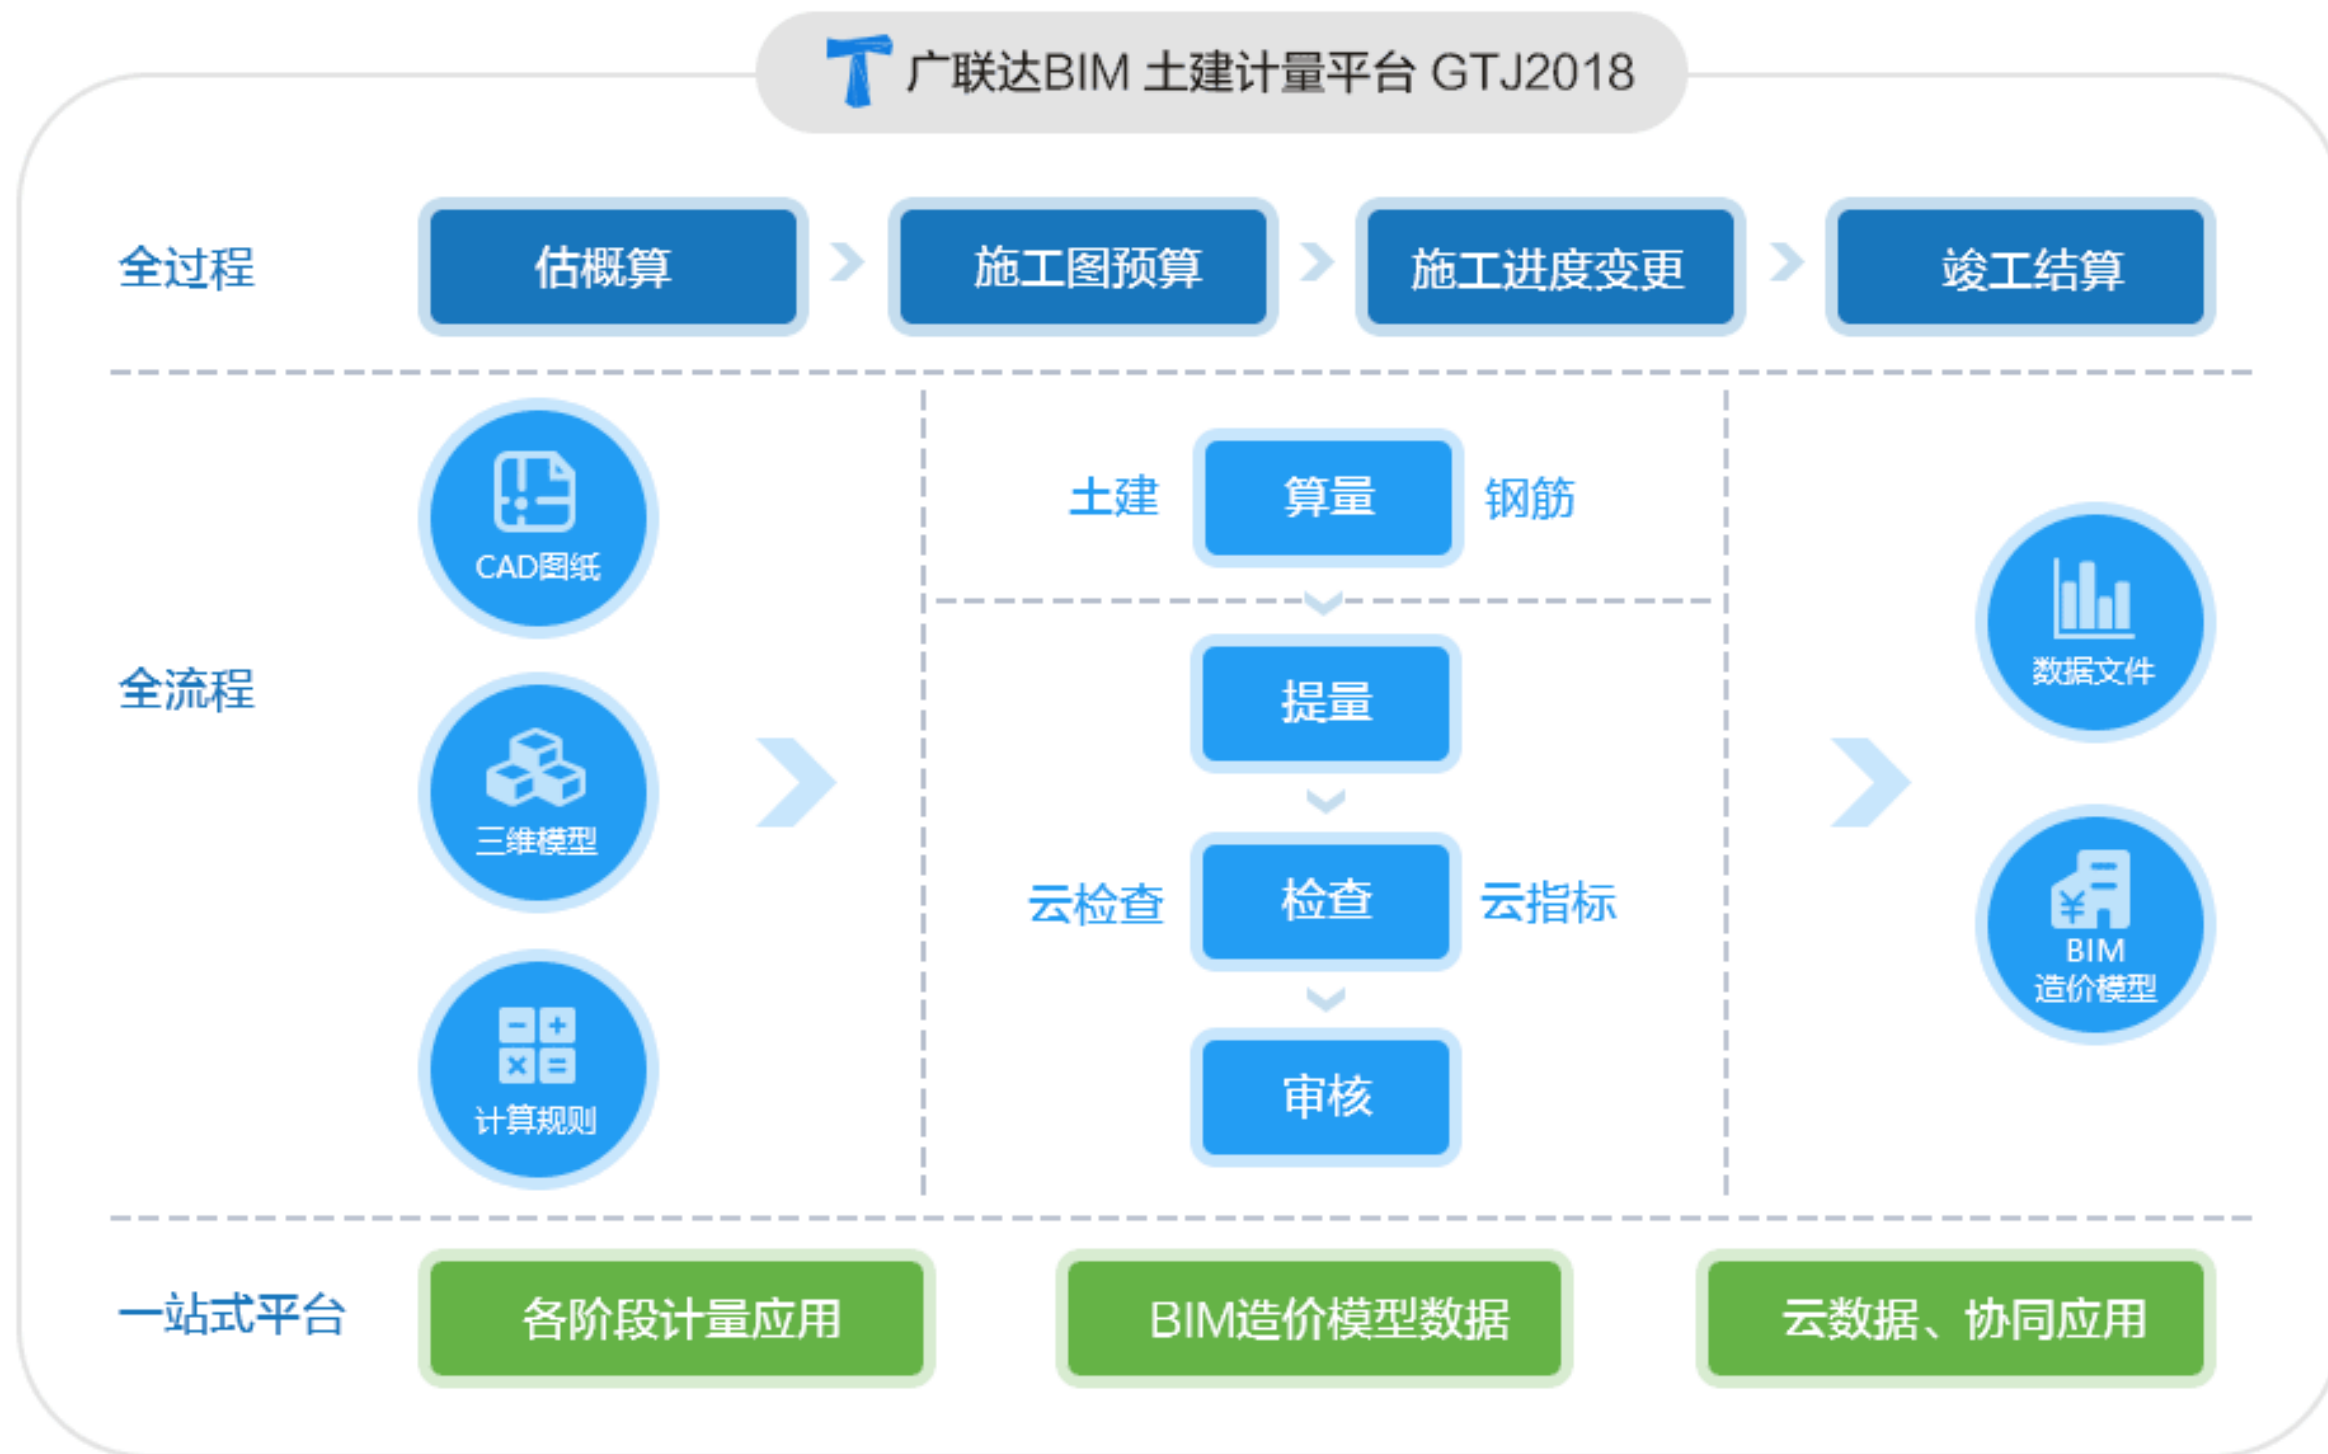 广联达BIM 土建计量平台 GTJ2018
全过程
估概算
施工图预算
施工进度变更
竣工结算
全流程
CAD图纸
三维模型
计算规则
土建
算量
钢筋
提量
云检查
检查
云指标
审核
数据文件
BIM
造价模型
一站式平台
各阶段计量应用
BIM造价模型数据
云数据、协同应用